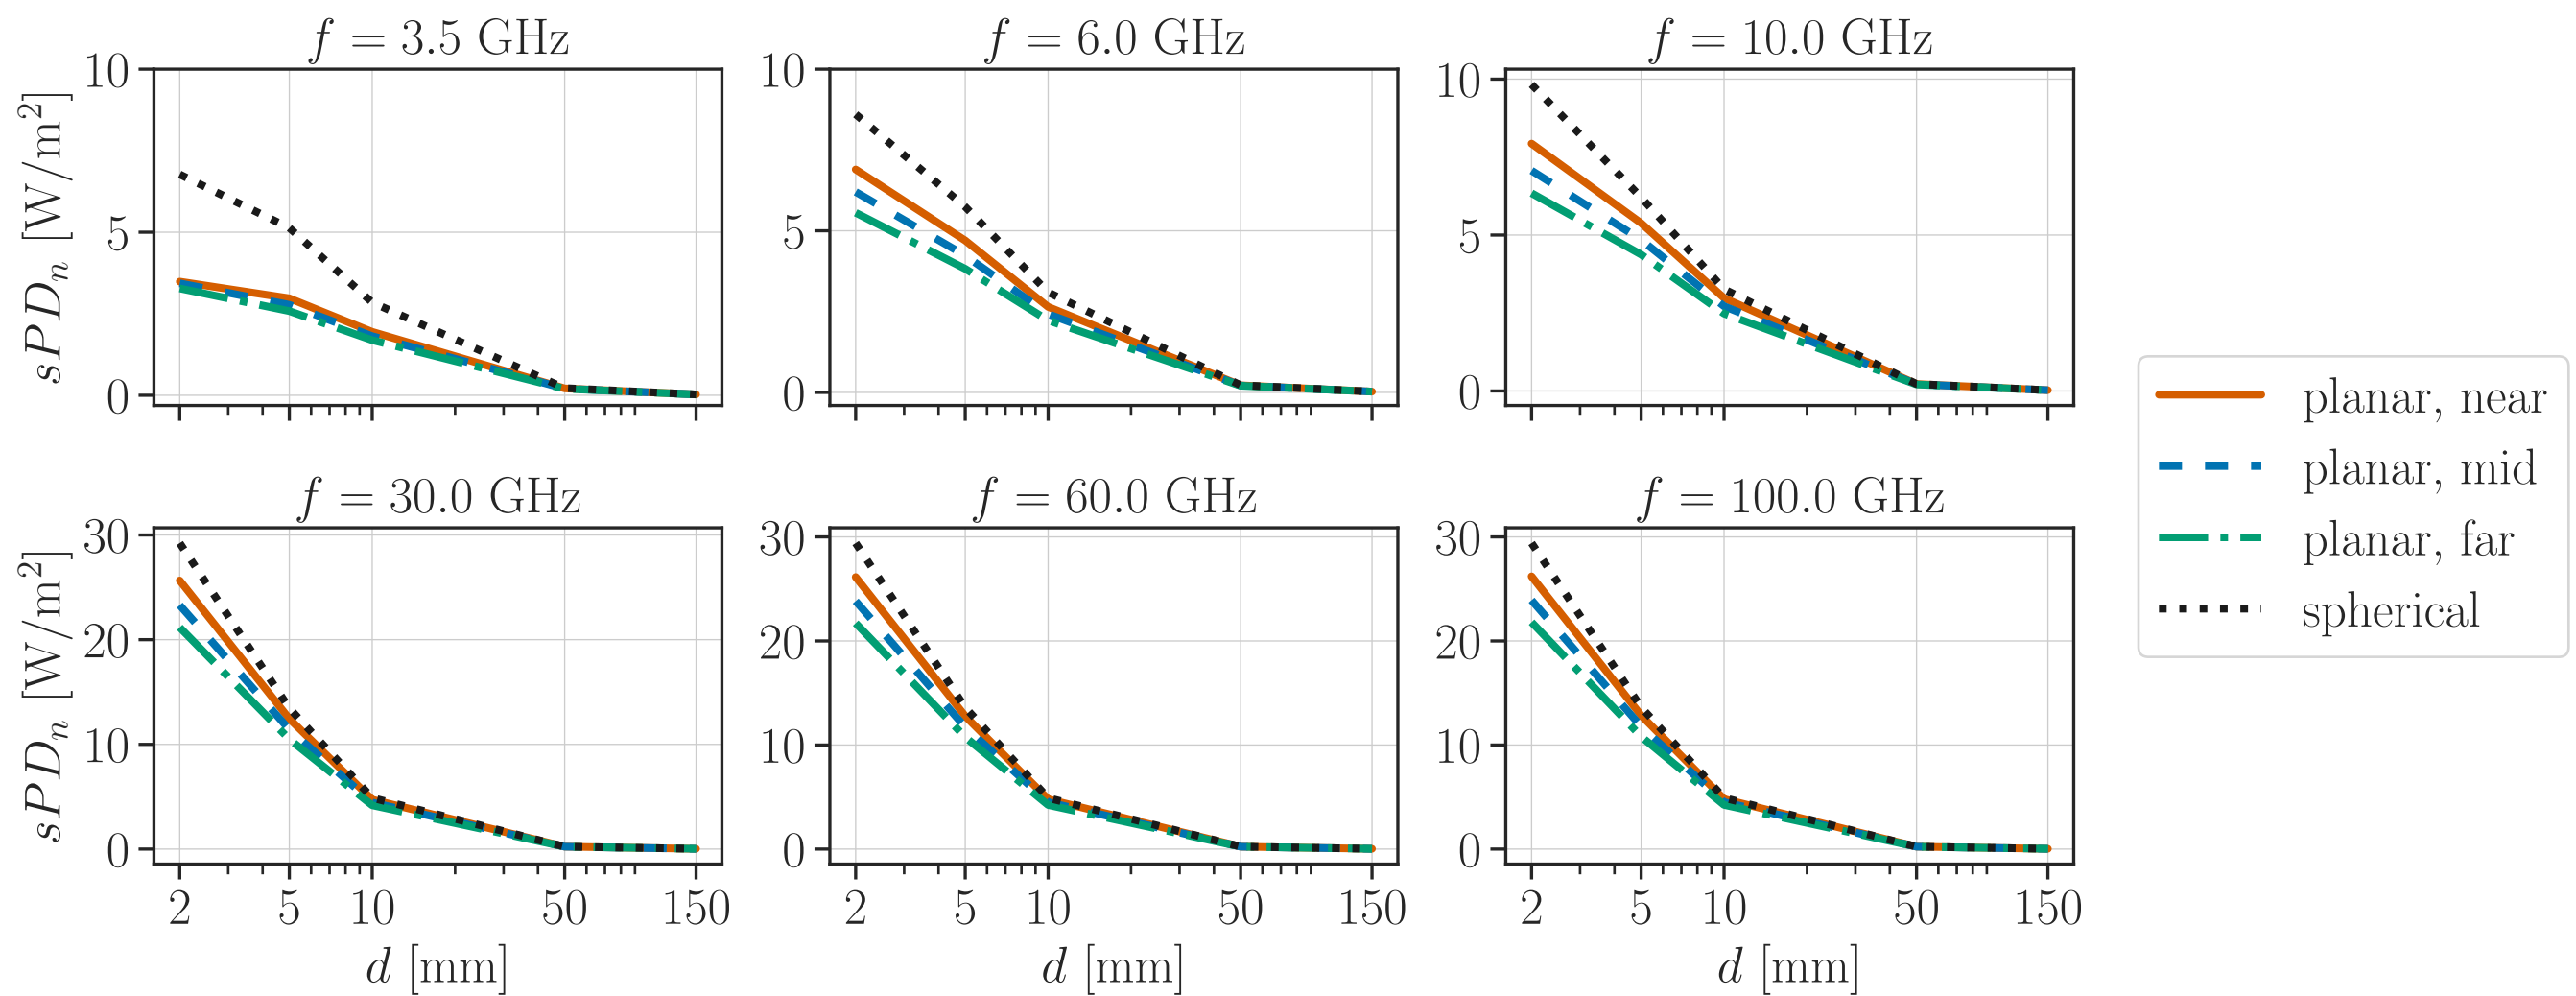 f = 3.5 GHz
f = 6.0 GHz
f = 10.0 GHz
sPDₙ [W/m²]
10
5
0
10
5
0
10
5
0
planar, near
planar, mid
planar, far
spherical
f = 30.0 GHz
f = 60.0 GHz
f = 100.0 GHz
sPDₙ [W/m²]
30
20
10
0
30
20
10
0
30
20
10
0
2 5 10 50 150
2 5 10 50 150
2 5 10 50 150
d [mm]
d [mm]
d [mm]